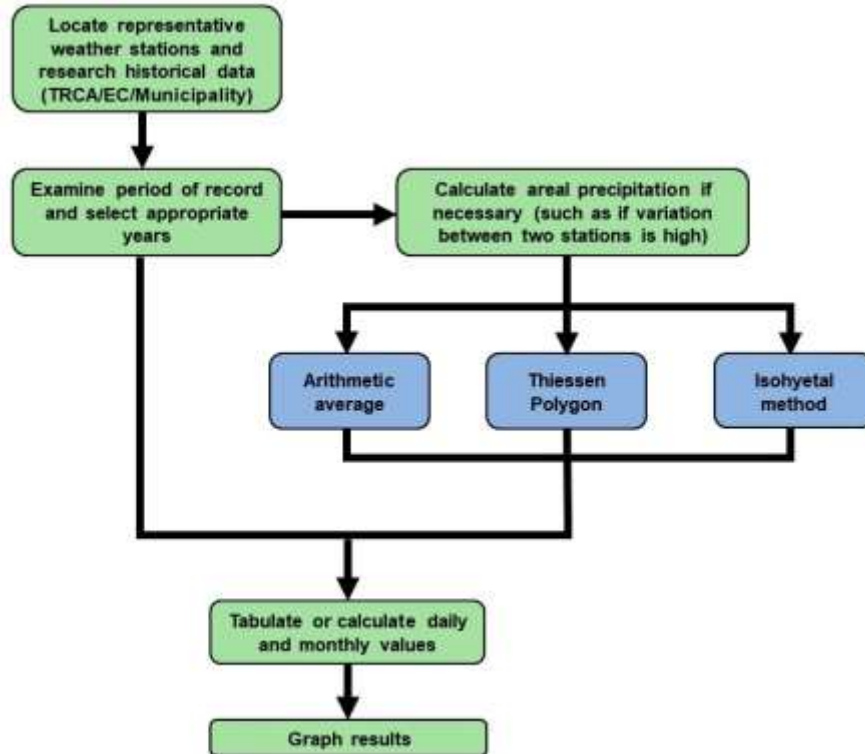 Locate representative
weather stations and
research historical data
(TRCA/EC/Municipality)
Examine period of record
and select appropriate
years
Calculate areal precipitation if
necessary (such as if variation
between two stations is high)
Arithmetic
average
Thiessen
Polygon
Isohyetal
method
Tabulate or calculate daily
and monthly values
Graph results